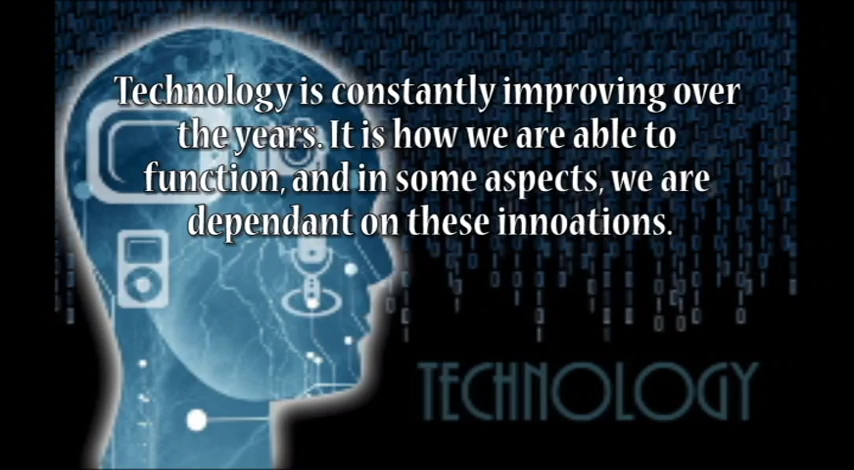 Technology is constantly improving over
the years. It is how we are able to
function, and in some aspects, we are
dependant on these innoations.
TECHNOLOGY